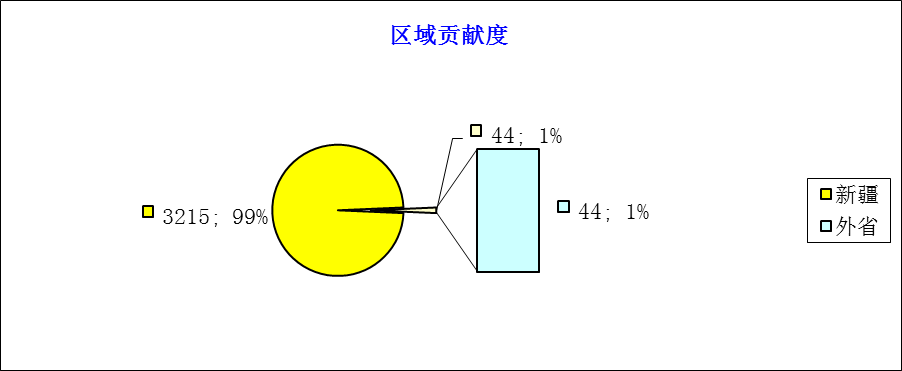 区域贡献度
44; 1%
3215; 99%
44; 1%
新疆
外省